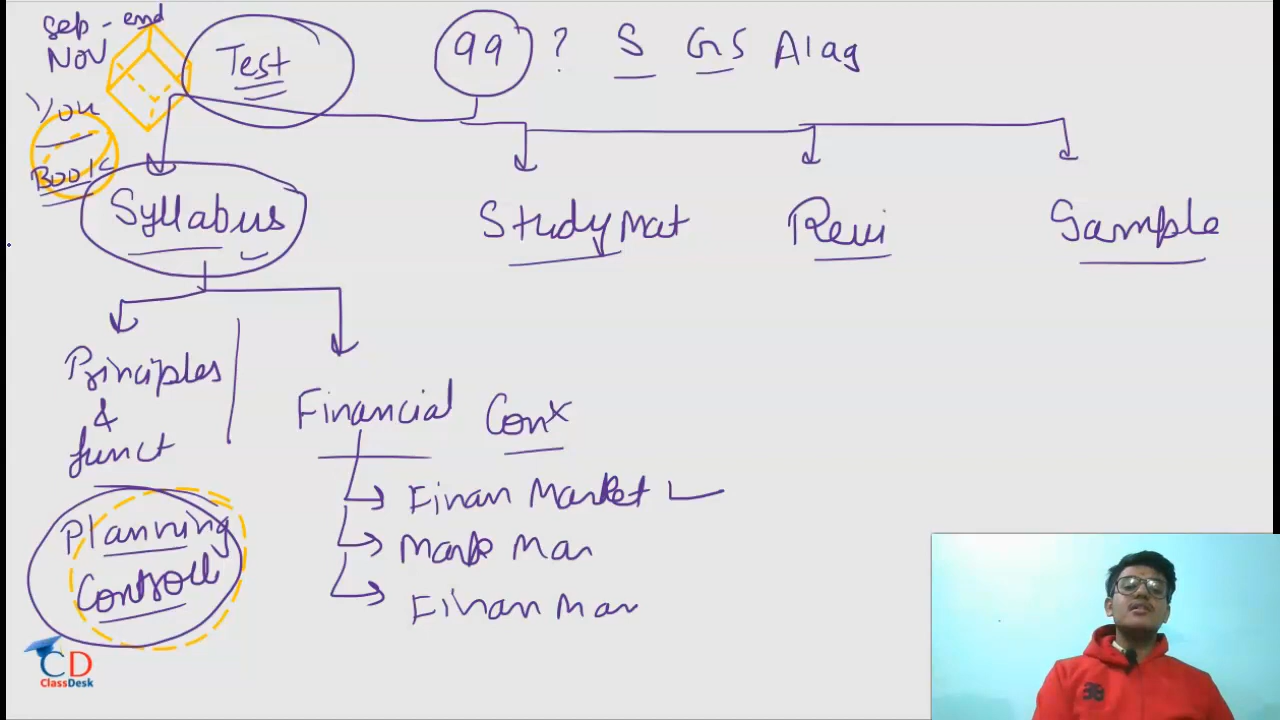 Sep - end
Nov
Test
99 ? S GS Alag
You
Book
Syllabus
Study Mat
Revi
Sample
Principles
&
funct
Planning
Controll
Financial Conx
Finan Market
Mark Man
Finan Man
CD
ClassDesk